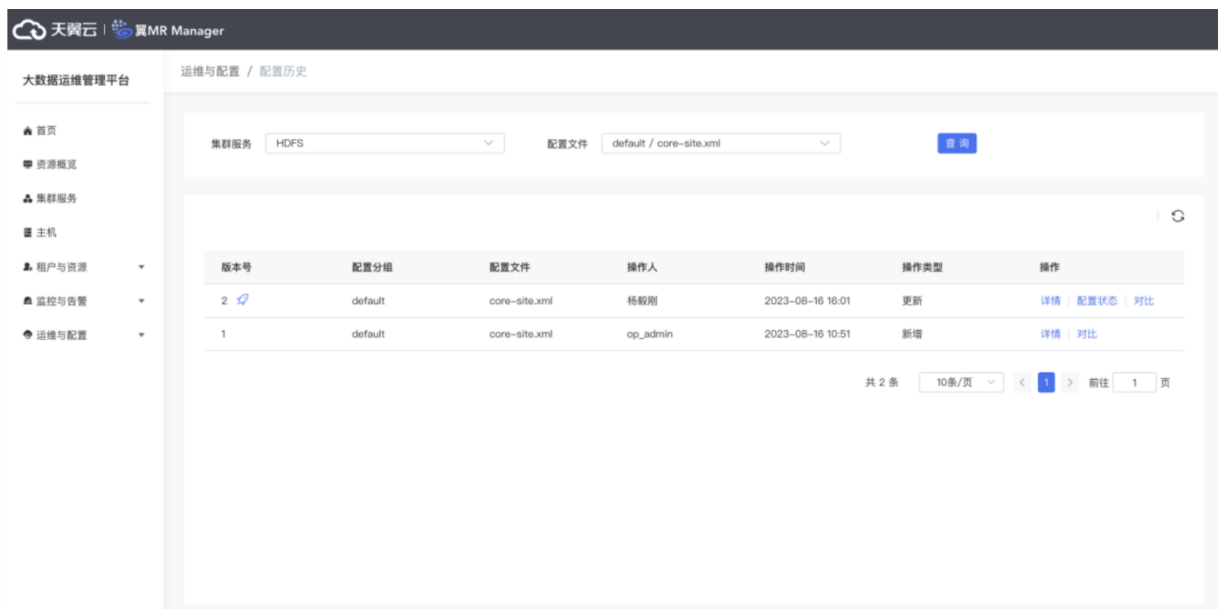 天翼云 翼MR Manager
大数据运维管理平台
运维与配置 / 配置历史
首页
资源概览
集群服务
主机
租户与资源
监控与告警
运维与配置
集群服务 HDFS 配置文件 default / core-site.xml 查 询
版本号 配置分组 配置文件 操作人 操作时间 操作类型 操作
2 default core-site.xml 杨毅刚 2023-08-16 16:01 更新 详情 配置状态 对比
1 default core-site.xml op_admin 2023-08-16 10:51 新增 详情 对比
共 2 条 10条/页 < 1 > 前往 1 页